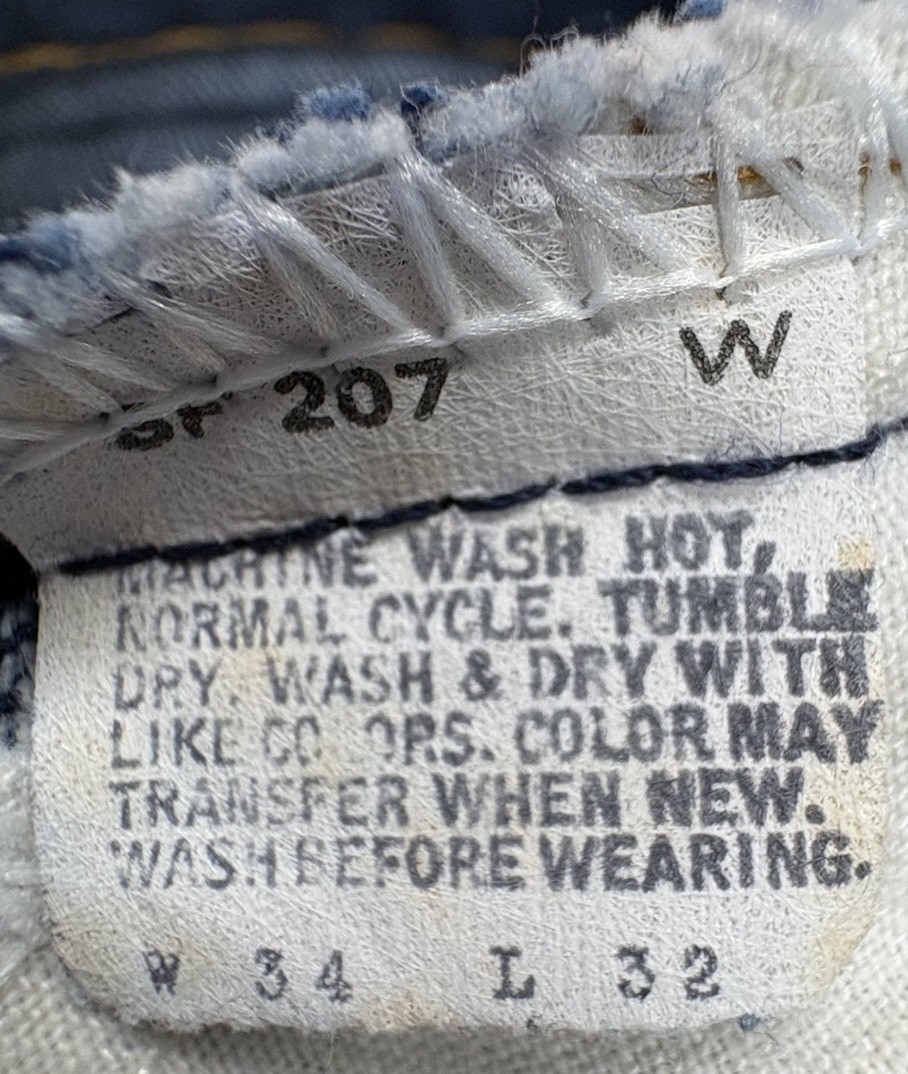 SF 207 W
MACHINE WASH HOT,
NORMAL CYCLE. TUMBLE
DRY. WASH & DRY WITH
LIKE COLORS. COLOR MAY
TRANSFER WHEN NEW.
WASH BEFORE WEARING.
W 34 L 32